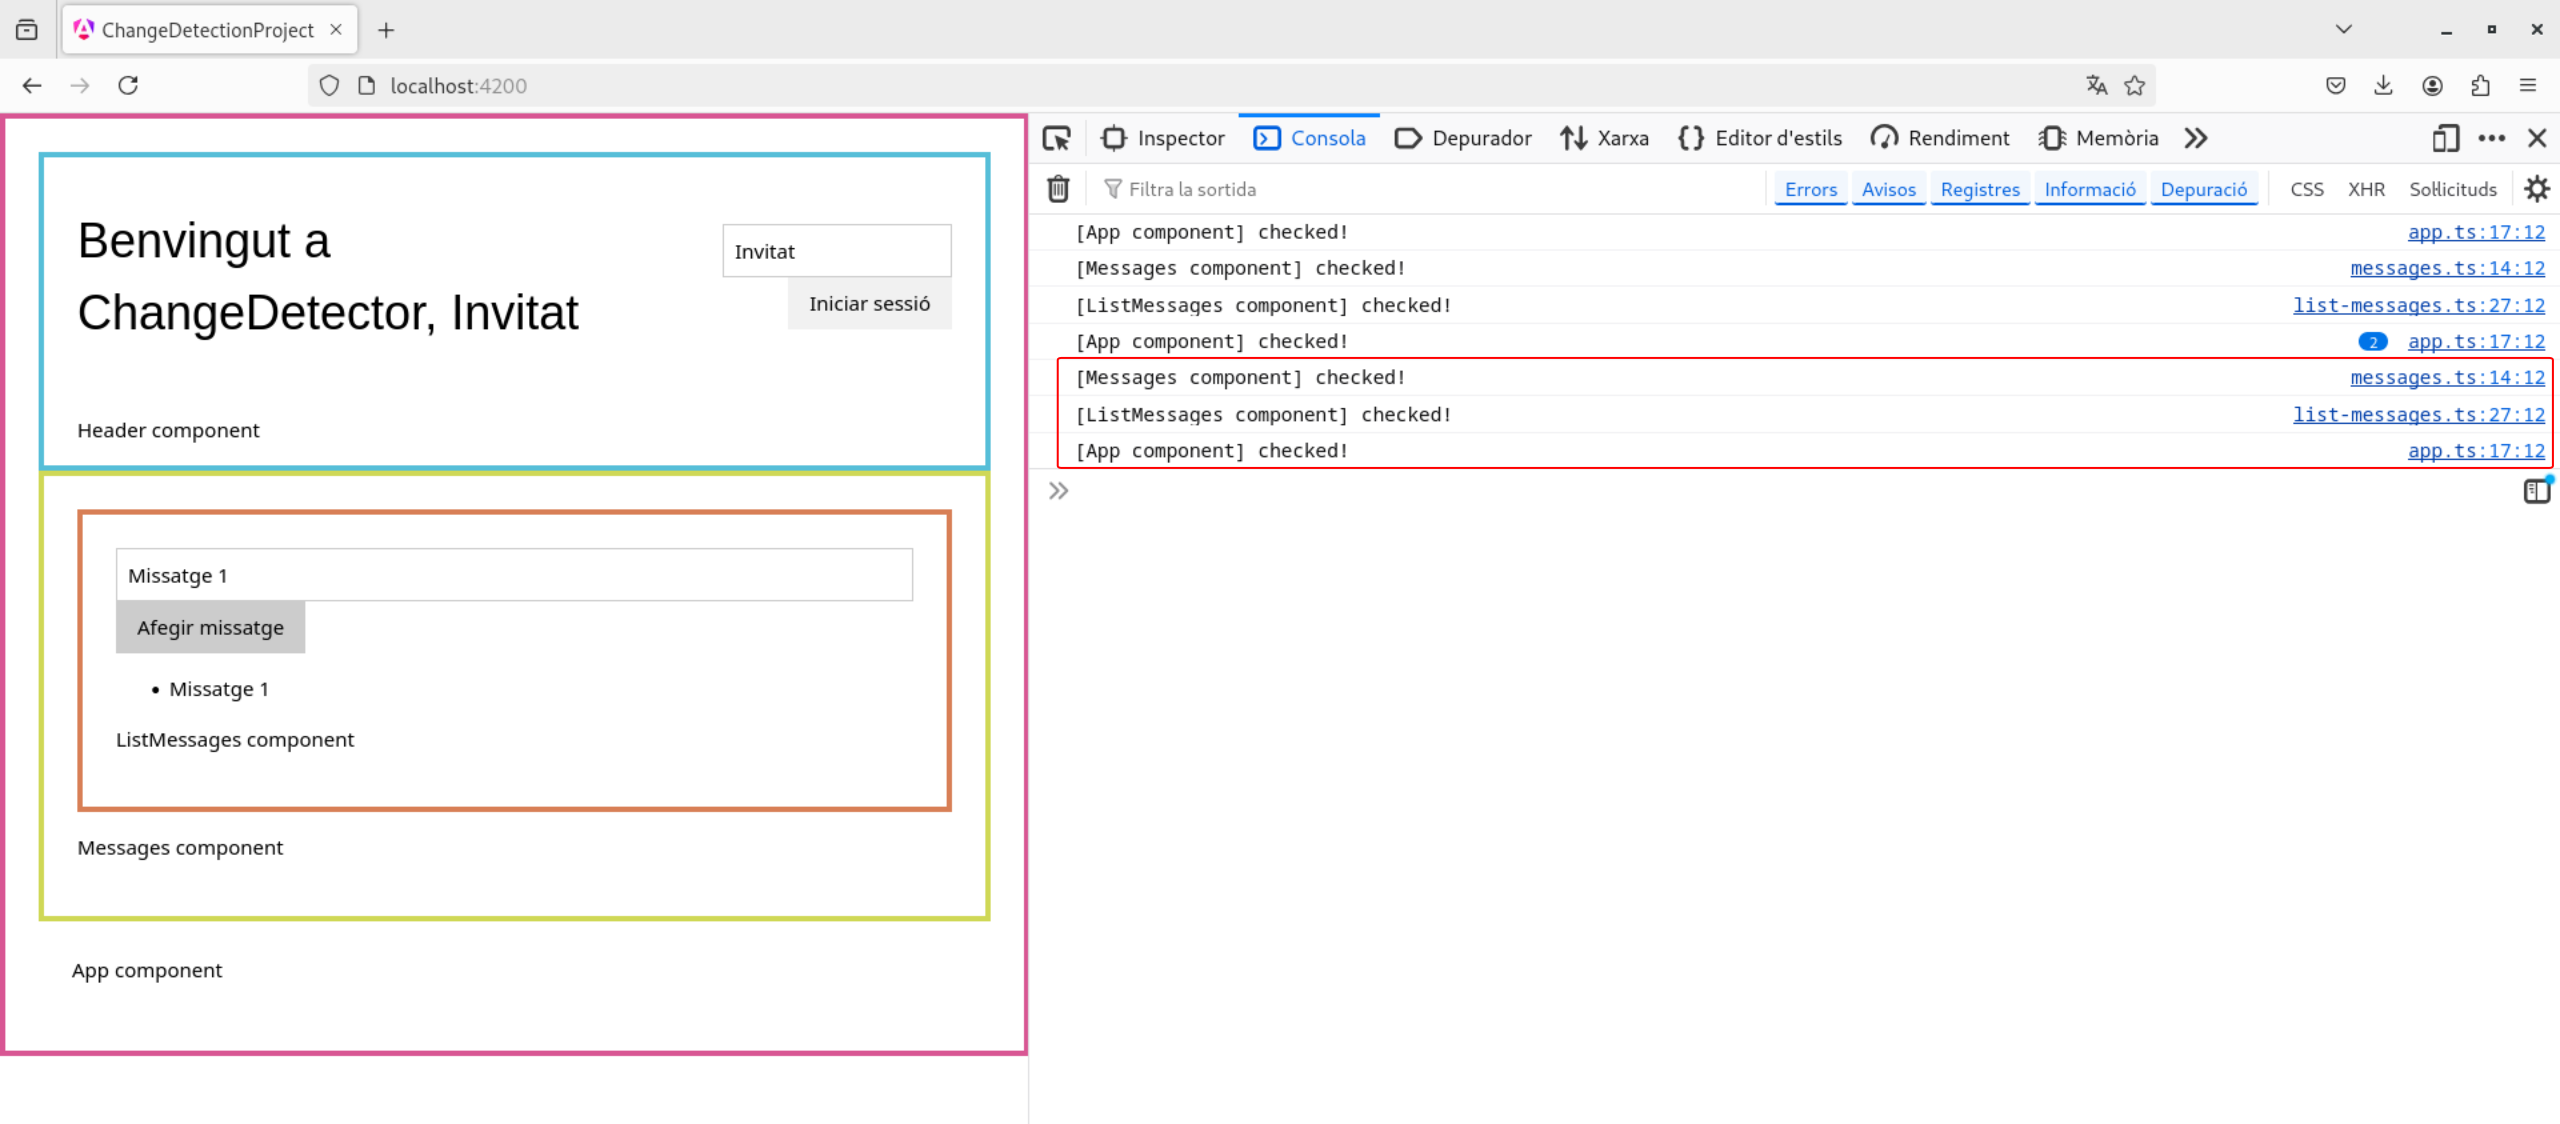 ChangeDetectionProject
localhost:4200
Benvingut a
ChangeDetector, Invitat
Invitat
Iniciar sessió
Header component
Missatge 1
Afegir missatge
• Missatge 1
ListMessages component
Messages component
App component
Inspector Consola Depurador Xarxa Editor d'estils Rendiment Memòria
Filtra la sortida Errors Avisos Registres Informació Depuració CSS XHR Sol·licituds
[App component] checked! app.ts:17:12
[Messages component] checked! messages.ts:14:12
[ListMessages component] checked! list-messages.ts:27:12
[App component] checked! 2 app.ts:17:12
[Messages component] checked! messages.ts:14:12
[ListMessages component] checked! list-messages.ts:27:12
[App component] checked! app.ts:17:12